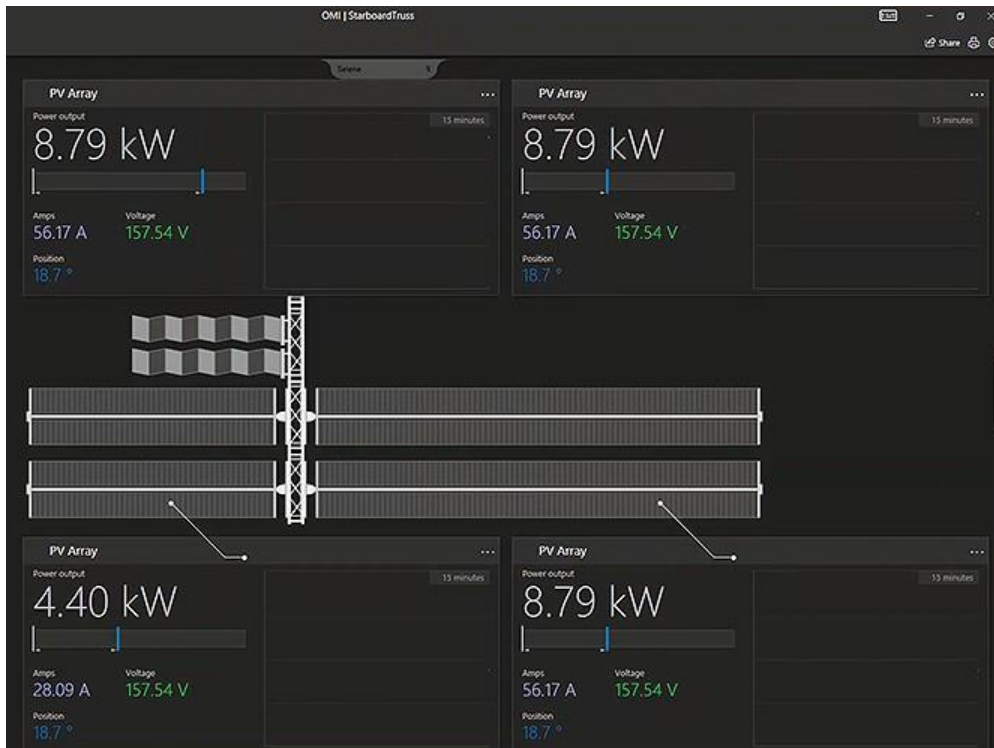 OMI | StarboardTruss
Share
Selene
PV Array ...
Power output
8.79 kW
15 minutes
Amps
56.17 A
Voltage
157.54 V
Position
18.7 °
PV Array ...
Power output
8.79 kW
15 minutes
Amps
56.17 A
Voltage
157.54 V
Position
18.7 °
PV Array ...
Power output
4.40 kW
15 minutes
Amps
28.09 A
Voltage
157.54 V
Position
18.7 °
PV Array ...
Power output
8.79 kW
15 minutes
Amps
56.17 A
Voltage
157.54 V
Position
18.7 °